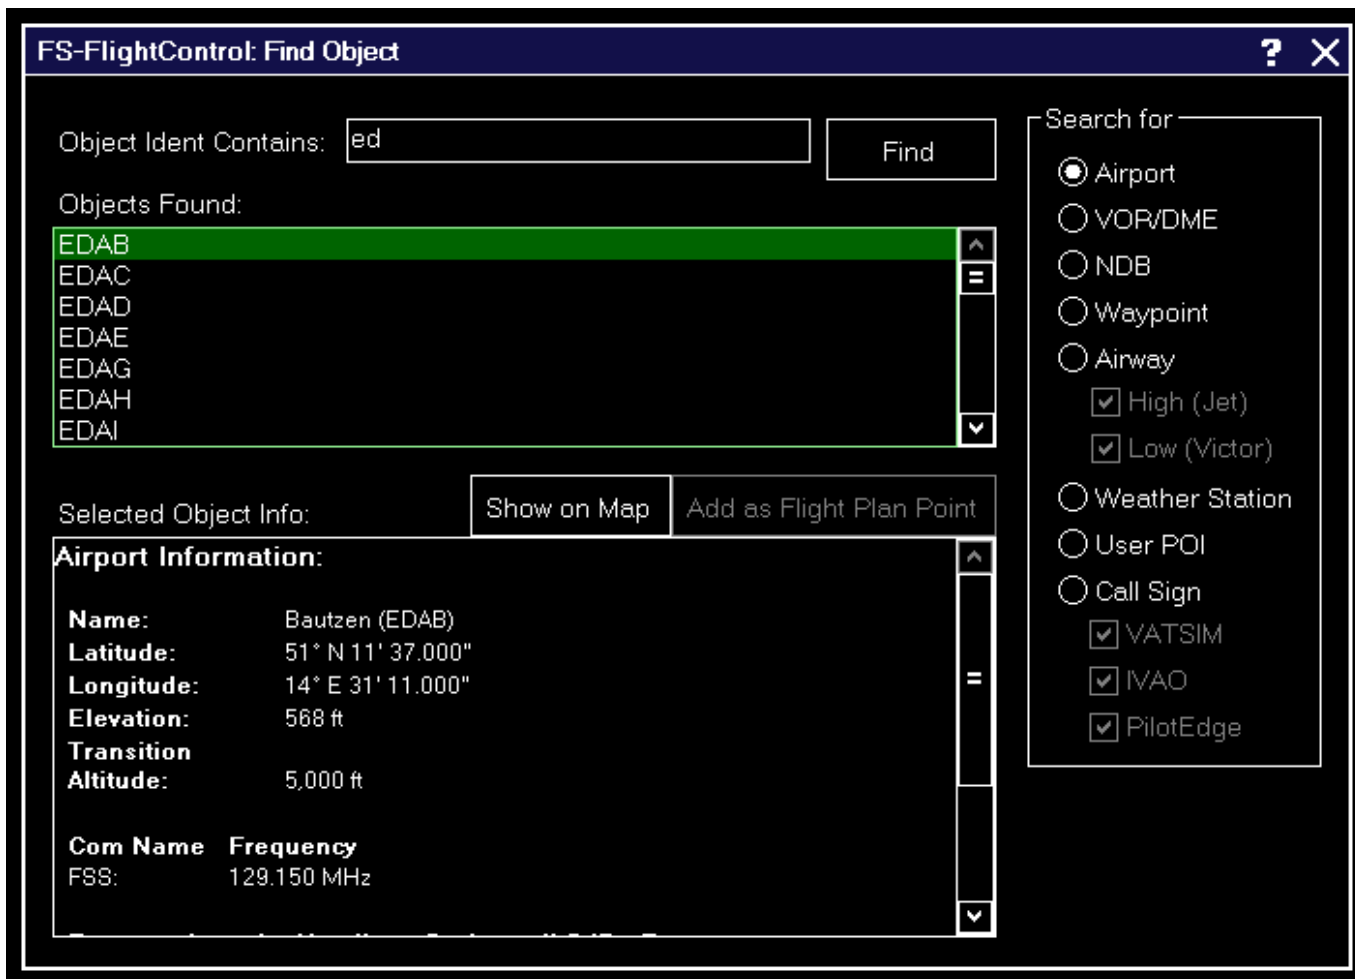 FS-FlightControl: Find Object
Object Ident Contains: ed
Find
Objects Found:
EDAB
EDAC
EDAD
EDAE
EDAG
EDAH
EDAI
Selected Object Info:
Show on Map
Add as Flight Plan Point
Airport Information:
Name: Bautzen (EDAB)
Latitude: 51° N 11' 37.000"
Longitude: 14° E 31' 11.000"
Elevation: 568 ft
Transition
Altitude: 5,000 ft
Com Name Frequency
FSS: 129.150 MHz
Search for
Airport
VOR/DME
NDB
Waypoint
Airway
High (Jet)
Low (Victor)
Weather Station
User POI
Call Sign
VATSIM
IVAO
PilotEdge